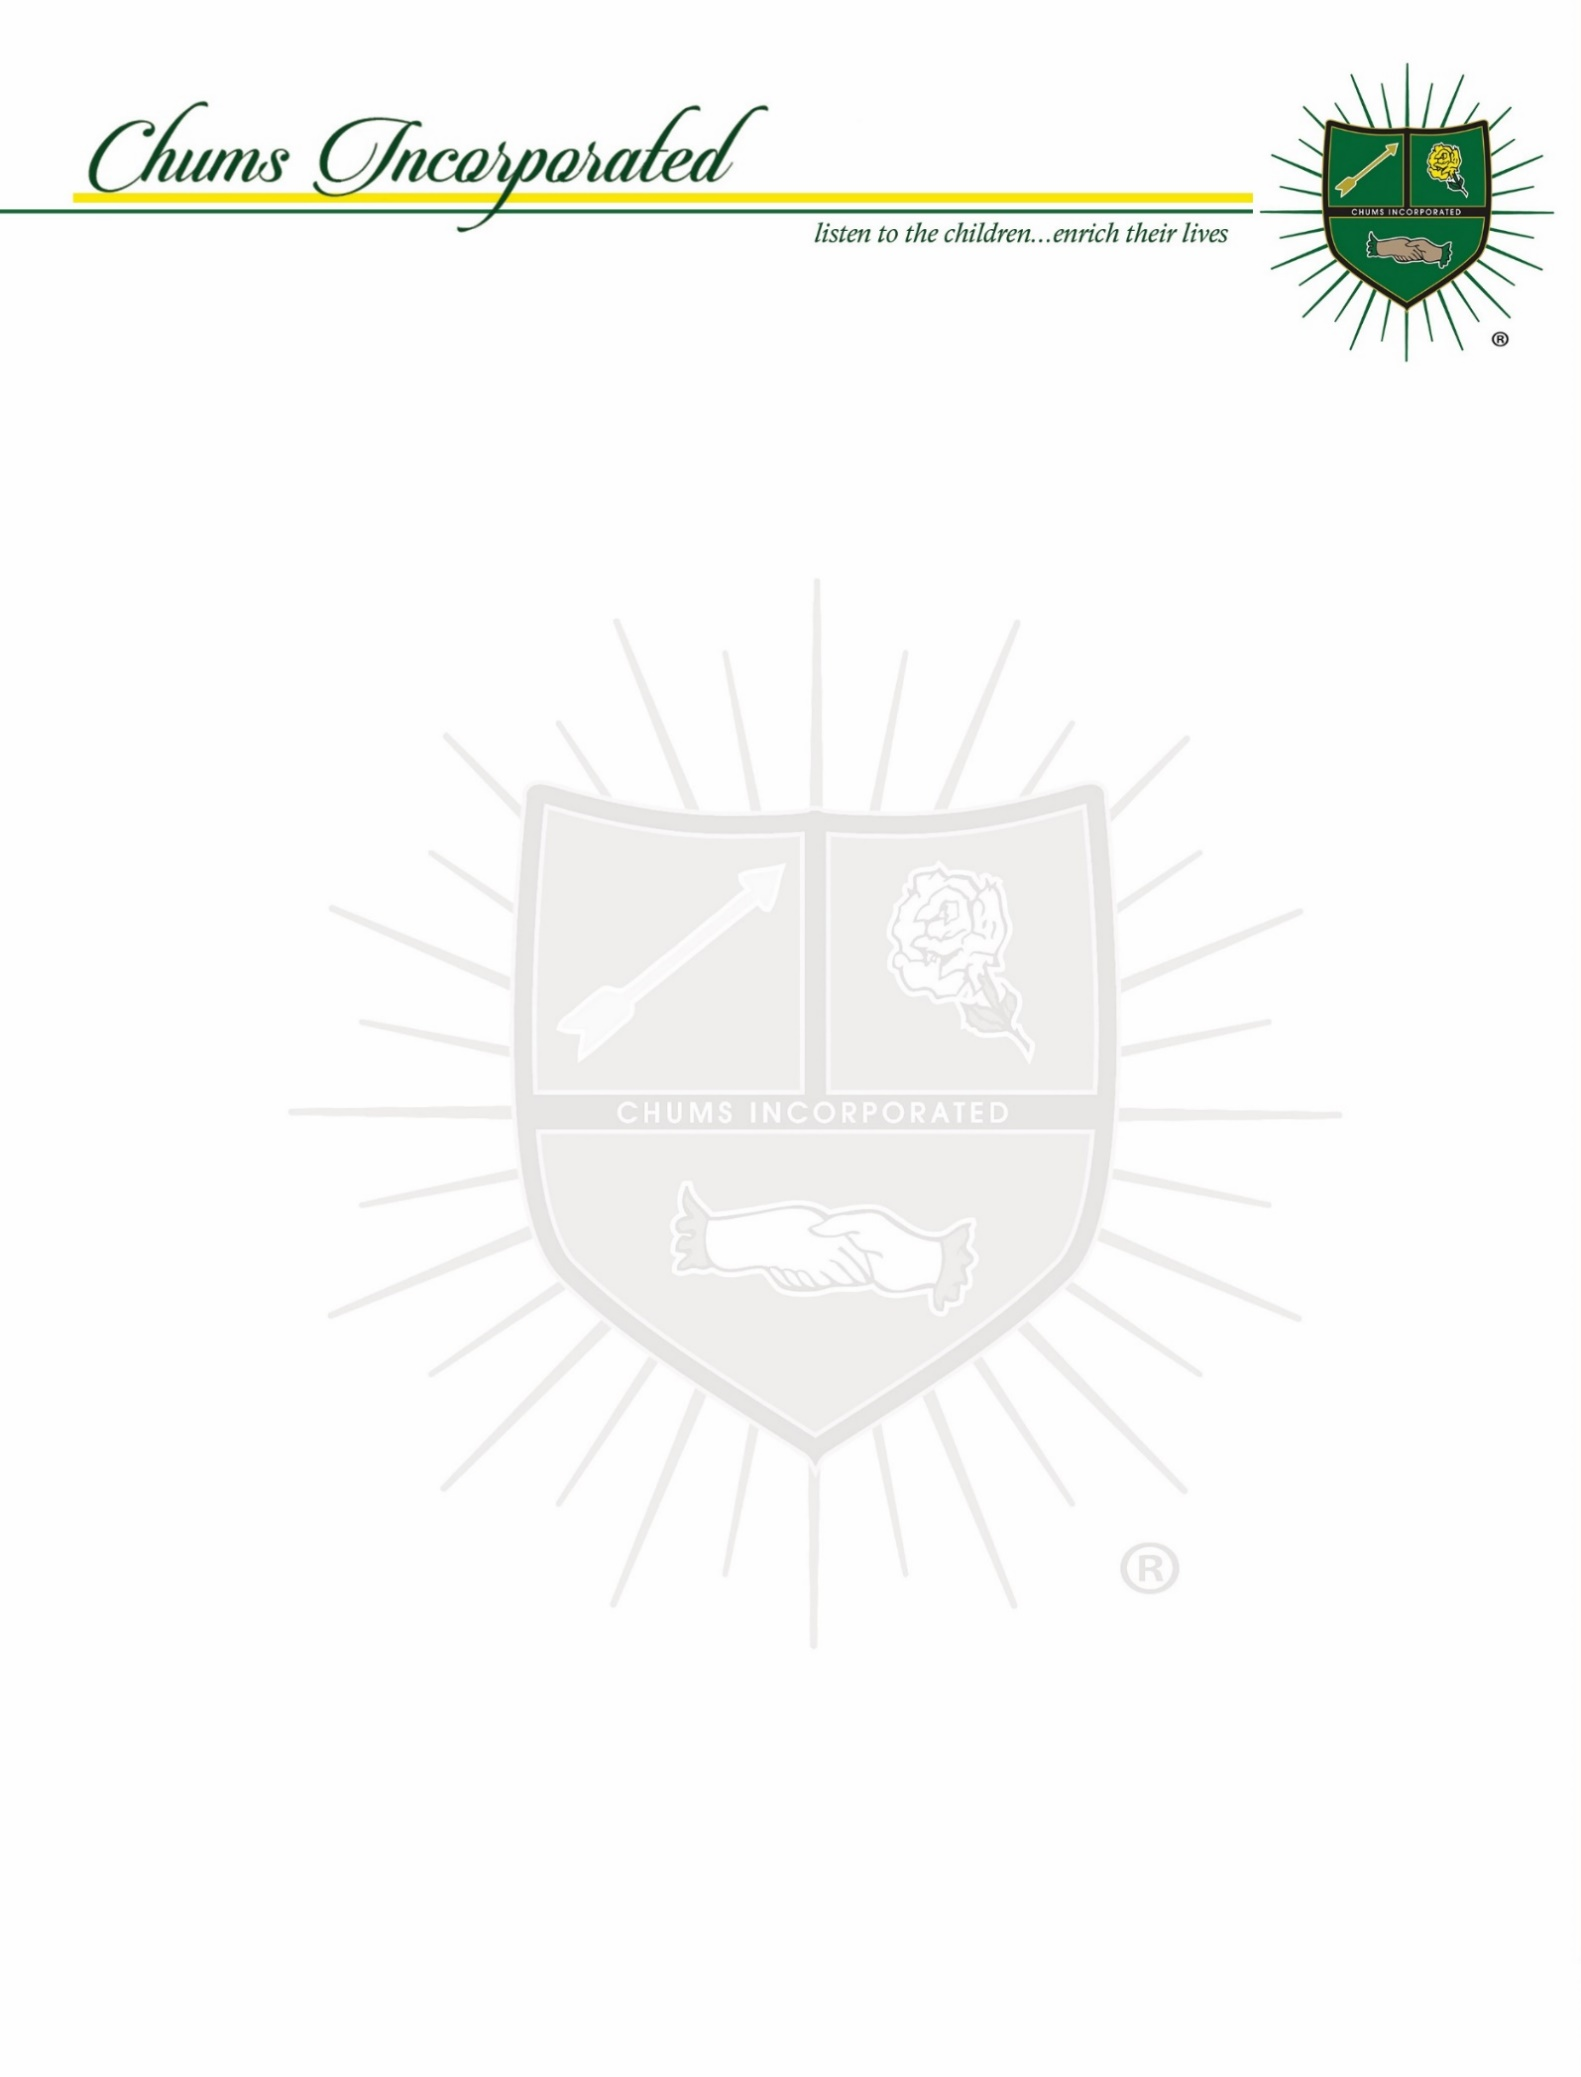 Chums Incorporated
listen to the children...enrich their lives
CHUMS INCORPORATED
®
CHUMS INCORPORATED
®